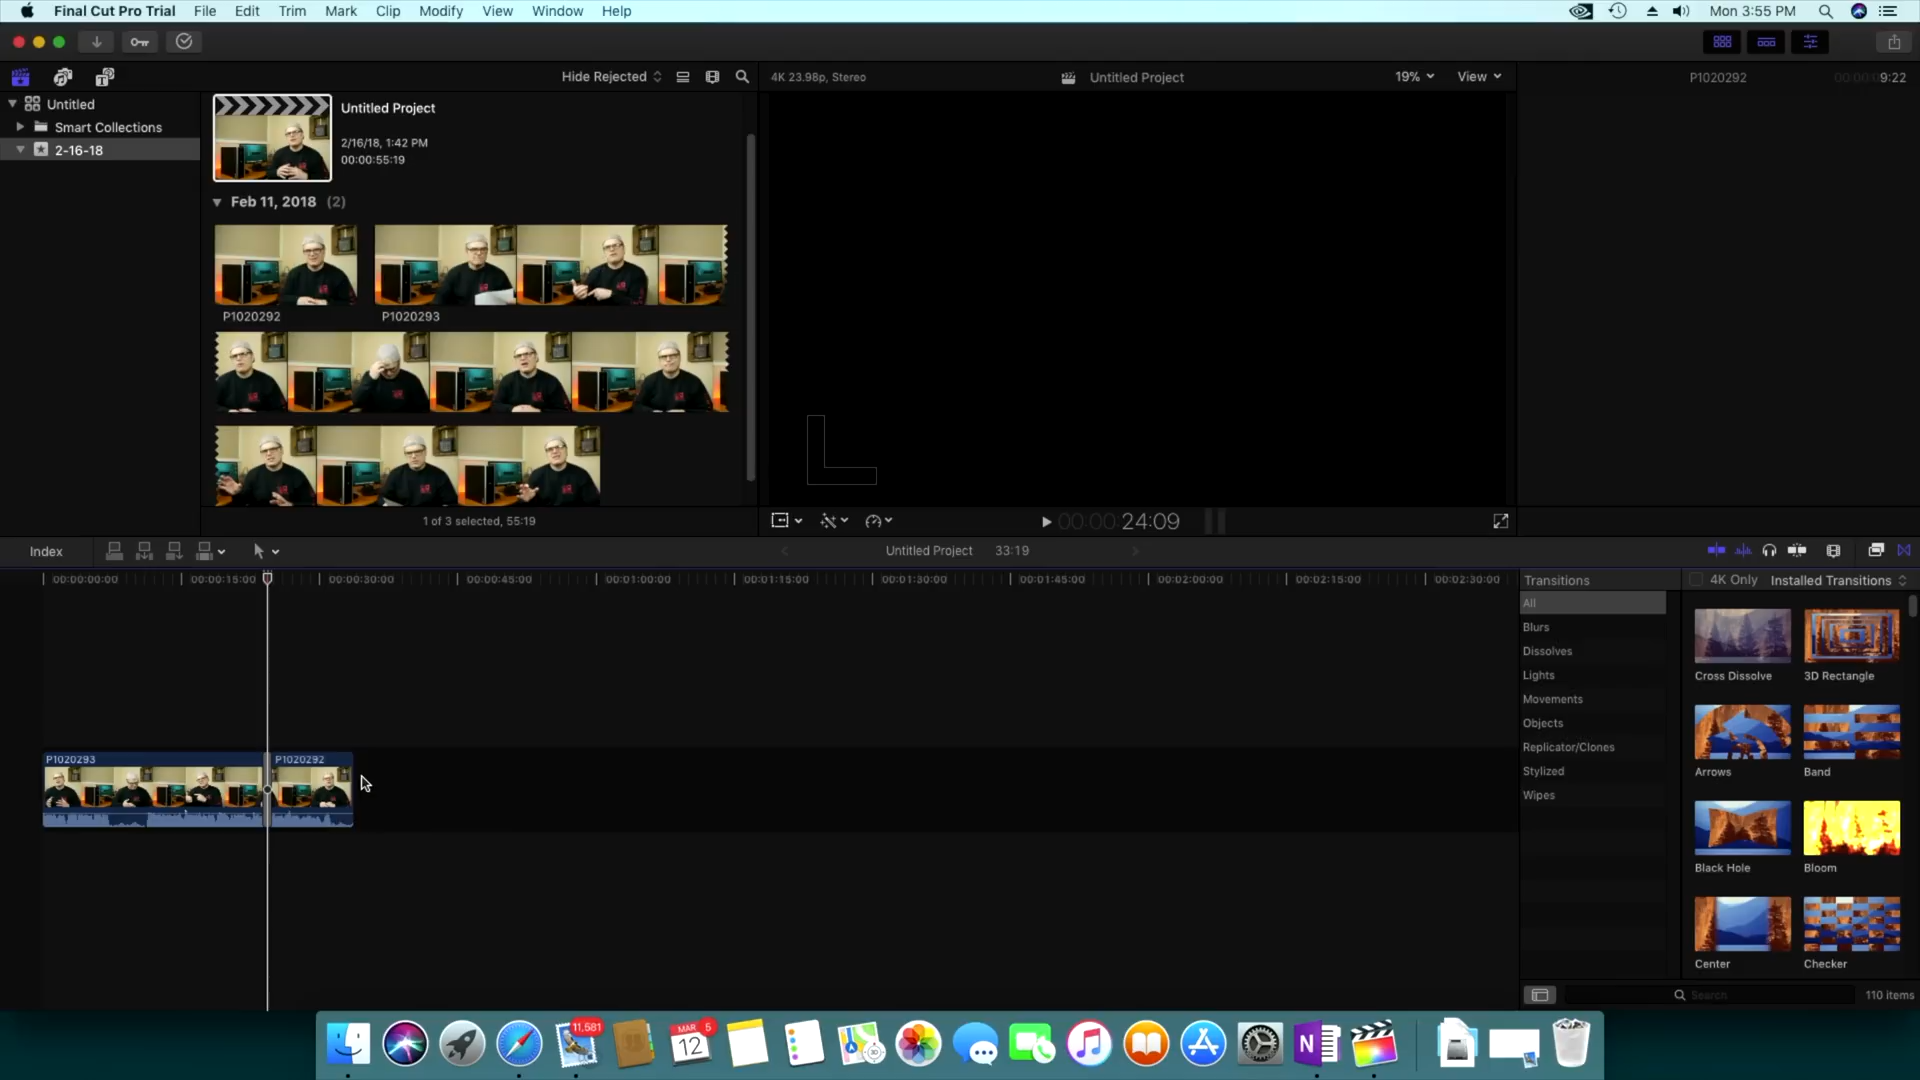 Final Cut Pro Trial File Edit Trim Mark Clip Modify View Window Help
Mon 3:55 PM
Hide Rejected
4K 23.98p, Stereo
Untitled Project
19%
View
P1020292
00:00:09:22
Untitled
Smart Collections
2-16-18
Untitled Project
2/16/18, 1:42 PM
00:00:55:19
Feb 11, 2018 (2)
P1020292
P1020293
1 of 3 selected, 55:19
00:00:24:09
Index
Untitled Project 33:19
00:00:00:00 00:00:15:00 00:00:30:00 00:00:45:00 00:01:00:00 00:01:15:00 00:01:30:00 00:01:45:00 00:02:00:00 00:02:15:00 00:02:30:00
P1020293
P1020292
Transitions
4K Only
Installed Transitions
All
Blurs
Dissolves
Lights
Movements
Objects
Replicator/Clones
Stylized
Wipes
Cross Dissolve
3D Rectangle
Arrows
Band
Black Hole
Bloom
Center
Checker
Search
110 items
11,581
MAR 5
12
N